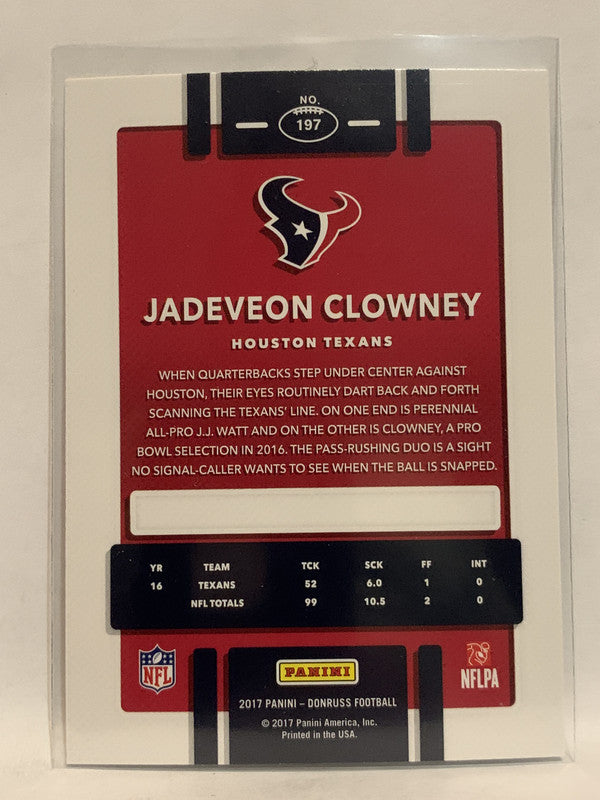 NO.
197
JADEVEON CLOWNEY
HOUSTON TEXANS
WHEN QUARTERBACKS STEP UNDER CENTER AGAINST
HOUSTON, THEIR EYES ROUTINELY DART BACK AND FORTH
SCANNING THE TEXANS' LINE. ON ONE END IS PERENNIAL
ALL-PRO J.J. WATT AND ON THE OTHER IS CLOWNEY, A PRO
BOWL SELECTION IN 2016. THE PASS-RUSHING DUO IS A SIGHT
NO SIGNAL-CALLER WANTS TO SEE WHEN THE BALL IS SNAPPED.
YR TEAM TCK SCK FF INT
16 TEXANS 52 6.0 1 0
NFL TOTALS 99 10.5 2 0
NFL PANINI NFLPA
2017 PANINI – DONRUSS FOOTBALL
© 2017 Panini America, Inc.
Printed in the USA.